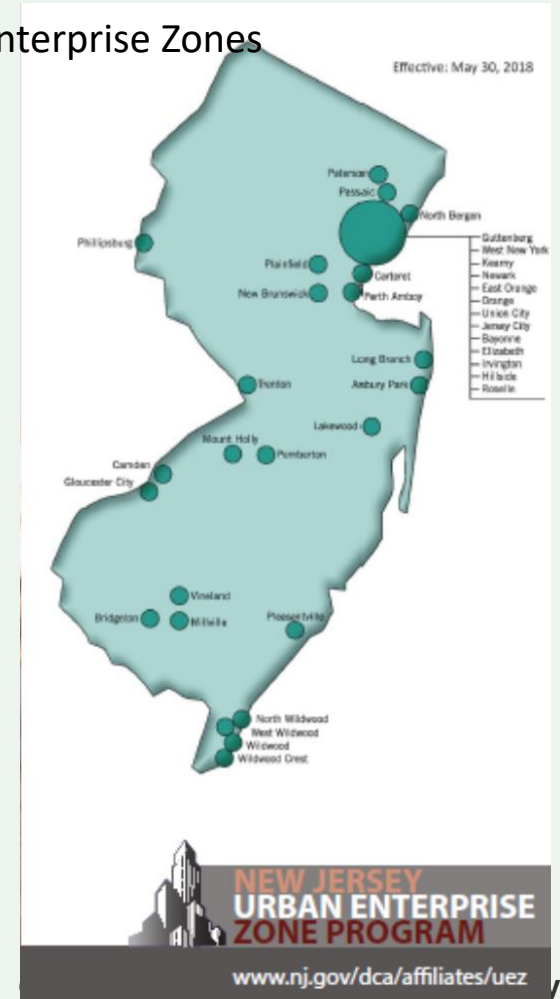 nterprise Zones
Effective: May 30, 2018
Paterson
Passaic
North Bergen
Phillipsburg
Guttenberg
West New York
Kearny
Newark
East Orange
Orange
Union City
Jersey City
Bayonne
Elizabeth
Irvington
Hillside
Roselle
Plainfield
Carteret
New Brunswick
Perth Amboy
Long Branch
Asbury Park
Trenton
Lakewood
Mount Holly
Pemberton
Camden
Gloucester City
Vineland
Bridgeton
Millville
Pleasantville
North Wildwood
West Wildwood
Wildwood
Wildwood Crest
NEW JERSEY
URBAN ENTERPRISE
ZONE PROGRAM
www.nj.gov/dca/affiliates/uez